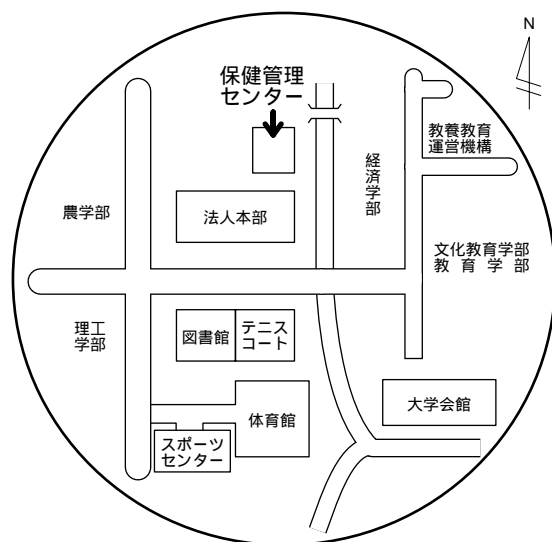 N
保健管理
センター
教養教育
運営機構
経済学部
農学部
法人本部
文化教育学部
教育学部
理工
学部
図書館
テニス
コート
大学会館
体育館
スポーツ
センター